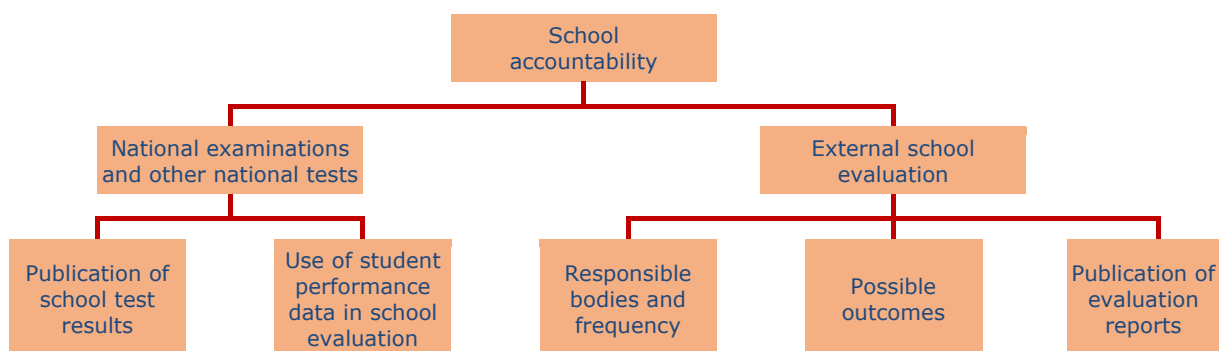 School
accountability
National examinations
and other national tests
External school
evaluation
Publication of
school test
results
Use of student
performance
data in school
evaluation
Responsible
bodies and
frequency
Possible
outcomes
Publication of
evaluation
reports